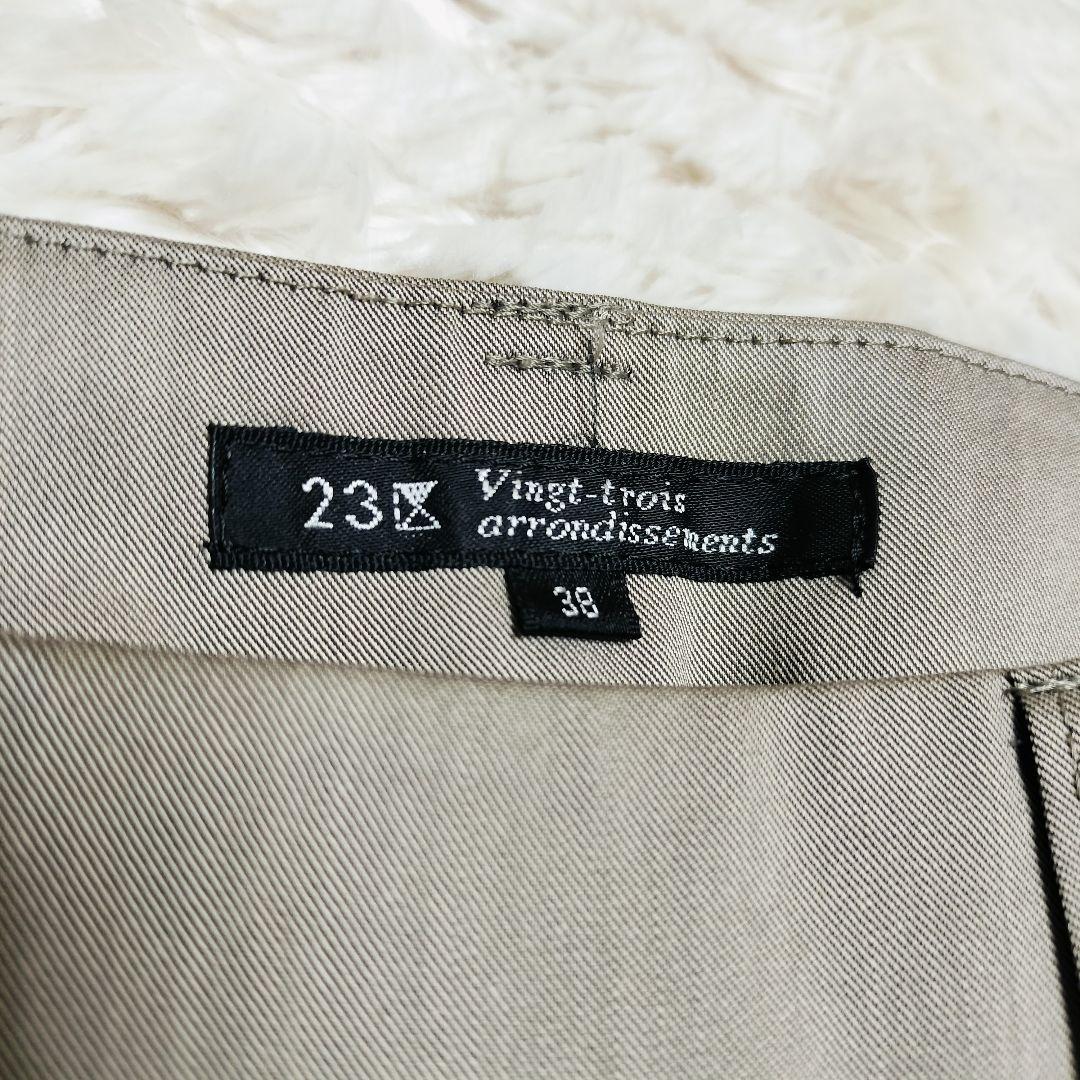 23区 Vingt-trois
arrondissements
38